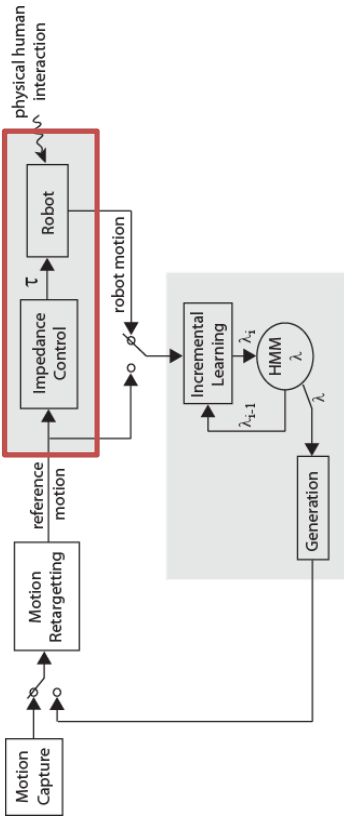 Motion
Capture
Motion
Retargetting
reference
motion
Impedance
Control
τ
Robot
physical human
interaction
robot motion
Incremental
Learning
λi-1
λi
HMM
λ
λ
Generation